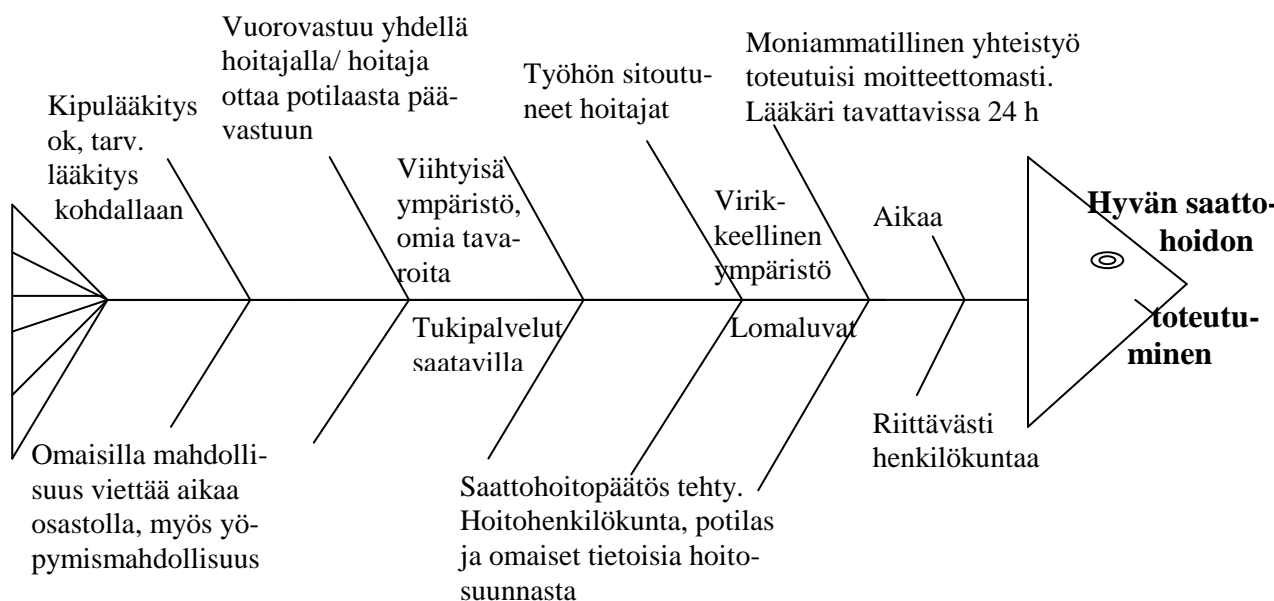 Vuorovastuu yhdellä
hoitajalla/ hoitaja
ottaa potilaasta pää-
vastuun
Moniammatillinen yhteistyö
toteutuisi moitteettomasti.
Lääkäri tavattavissa 24 h
Työhön sitoutu-
neet hoitajat
Kipulääkitys
ok, tarv.
lääkitys
kohdallaan
Viihtyisä
ympäristö,
omia tava-
roita
Virik-
keellinen
ympäristö
Aikaa
Hyvän saatto-
hoidon
toteutu-
minen
Tukipalvelut
saatavilla
Lomaluvat
Riittävästi
henkilökuntaa
Omaisilla mahdolli-
suus viettää aikaa
osastolla, myös yö-
pymismahdollisuus
Saattohoitopäätös tehty.
Hoitohenkilökunta, potilas
ja omaiset tietoisia hoito-
suunnasta